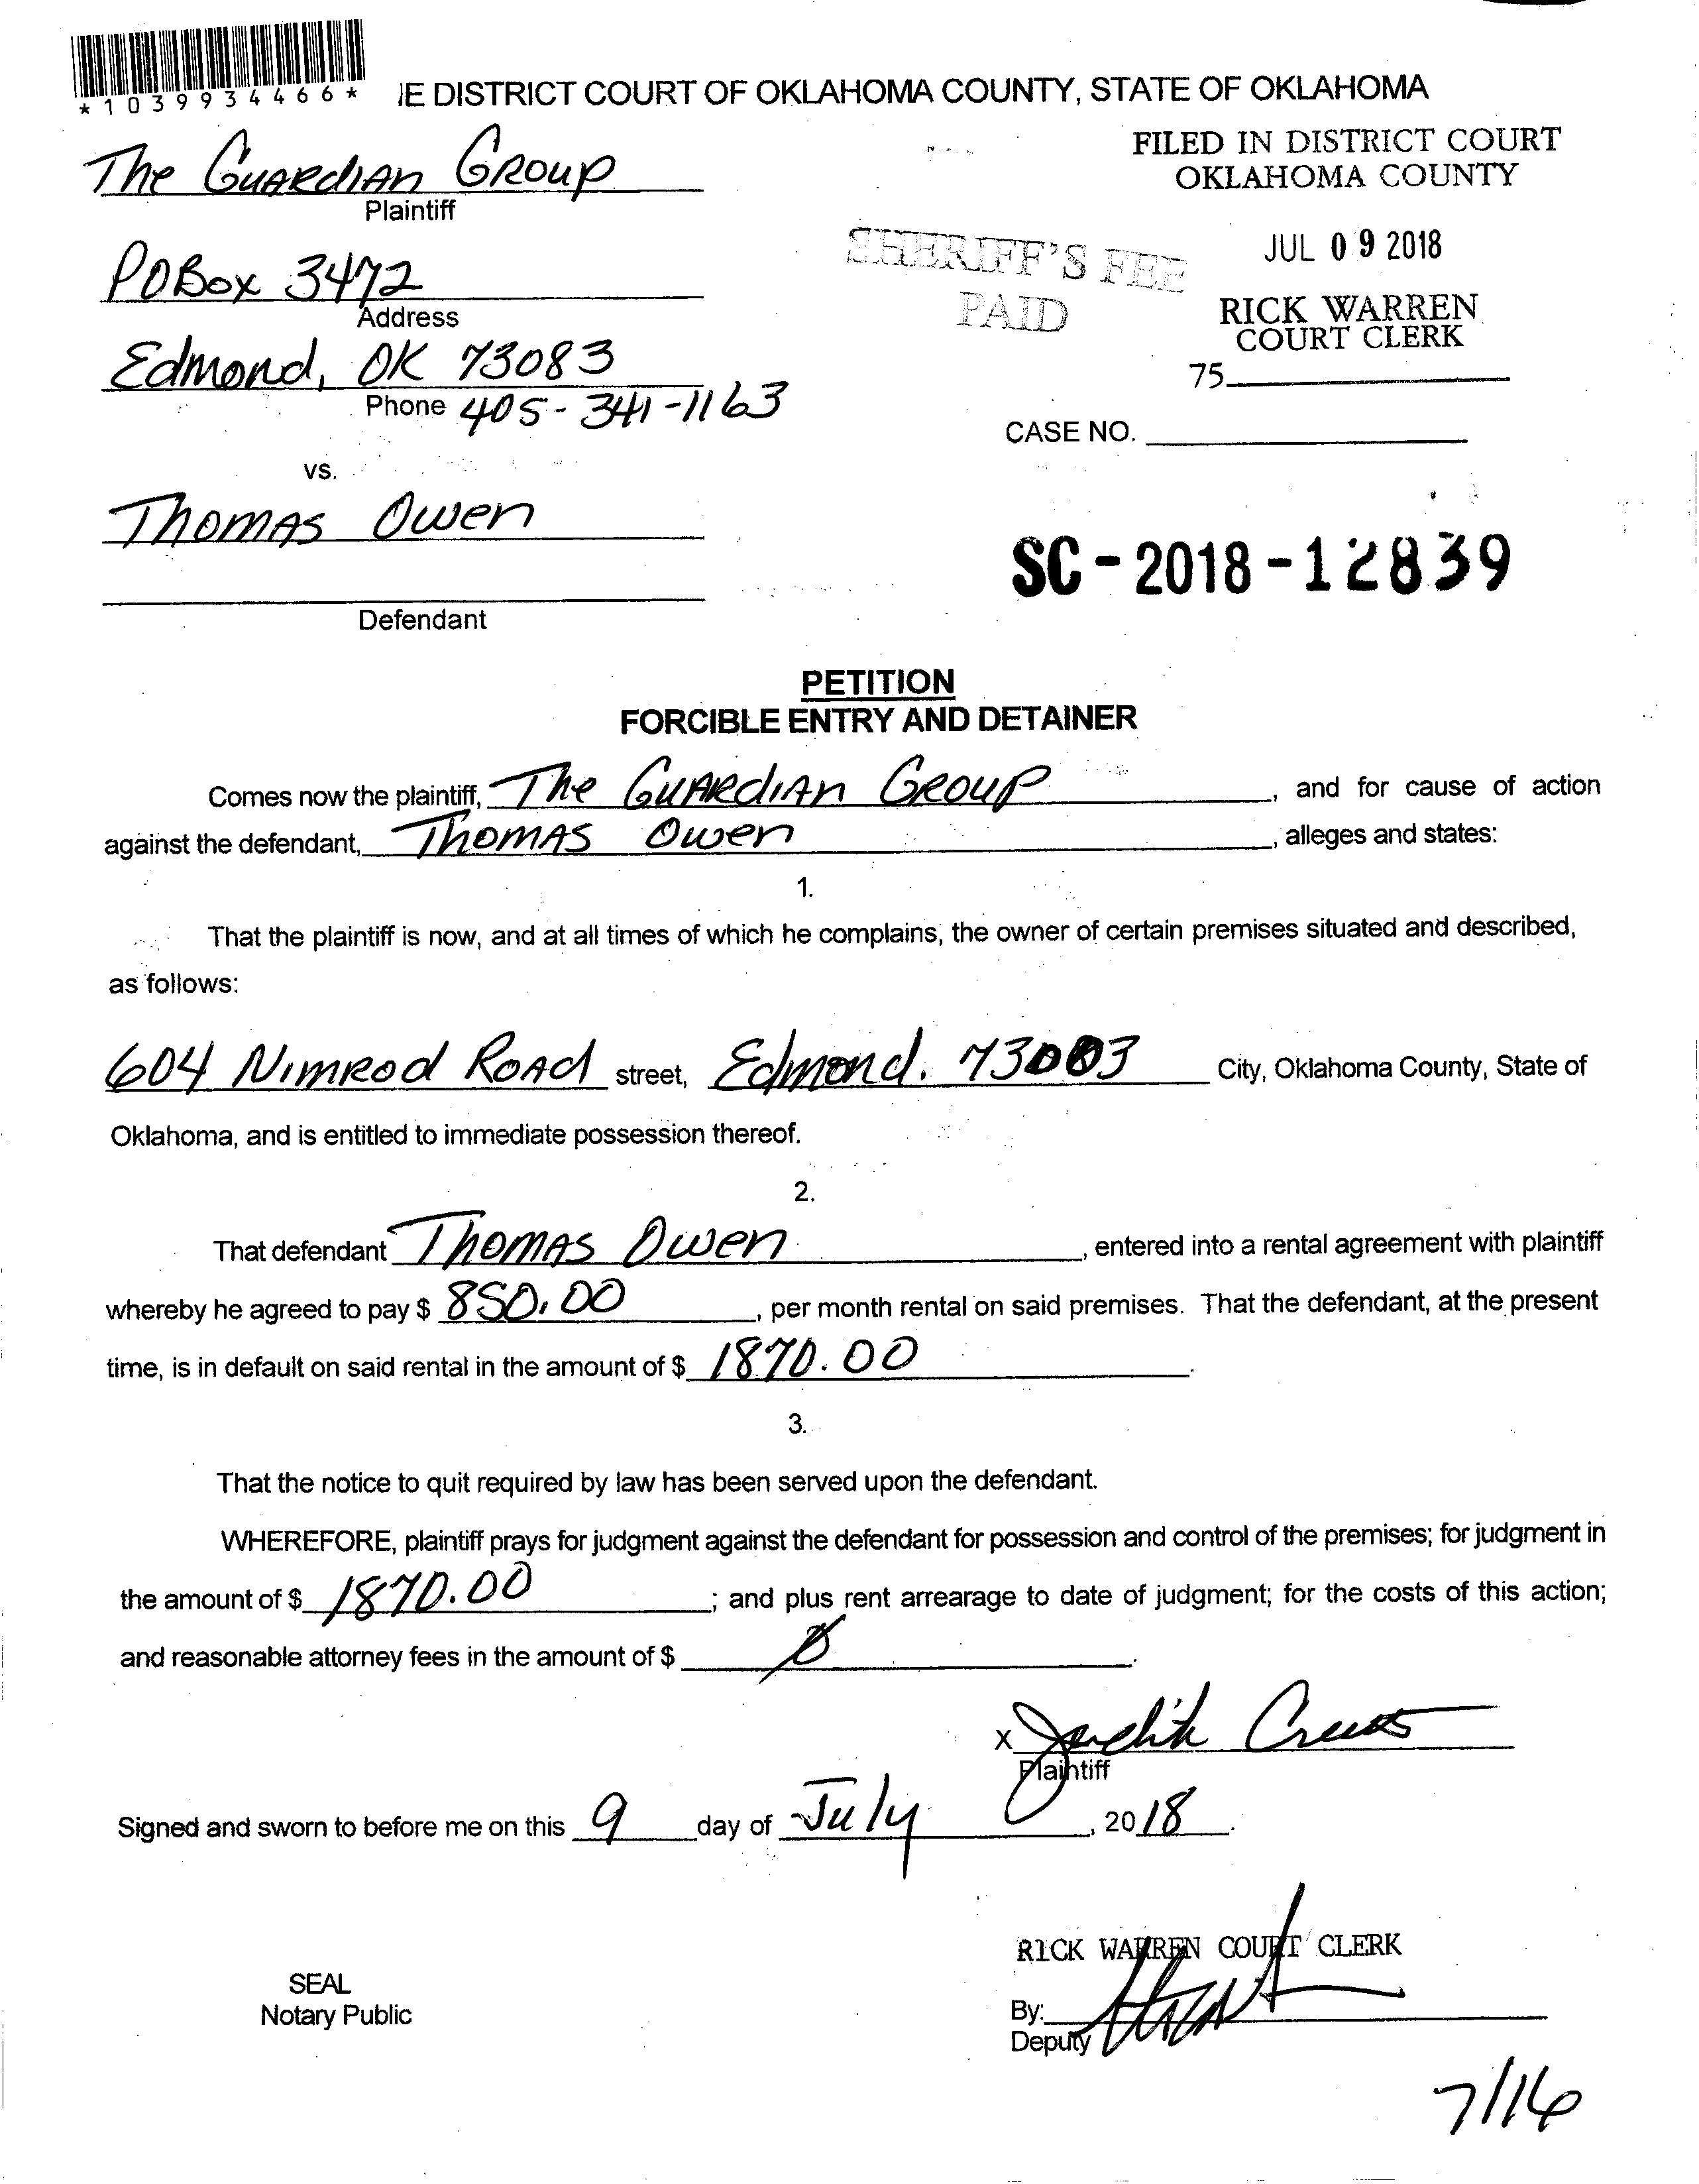 *1039934466*
IE DISTRICT COURT OF OKLAHOMA COUNTY, STATE OF OKLAHOMA
The Guardian Group
Plaintiff
FILED IN DISTRICT COURT
OKLAHOMA COUNTY
PO Box 3472
Address
SHERIFF'S FEE
PAID
JUL 09 2018
RICK WARREN
COURT CLERK
Edmond, OK 73083
Phone 405-341-1163
75
CASE NO.
vs.
Thomas Owen
Defendant
SC-2018-12839
PETITION
FORCIBLE ENTRY AND DETAINER
Comes now the plaintiff, The Guardian Group, and for cause of action
against the defendant, Thomas Owen, alleges and states:
1.
That the plaintiff is now, and at all times of which he complains, the owner of certain premises situated and described,
as follows:
604 Nimrod Road street, Edmond. 73003 City, Oklahoma County, State of
Oklahoma, and is entitled to immediate possession thereof.
2.
That defendant Thomas Owen, entered into a rental agreement with plaintiff
whereby he agreed to pay $ 850.00, per month rental on said premises. That the defendant, at the present
time, is in default on said rental in the amount of $ 1870.00.
3.
That the notice to quit required by law has been served upon the defendant.
WHEREFORE, plaintiff prays for judgment against the defendant for possession and control of the premises; for judgment in
the amount of $ 1870.00; and plus rent arrearage to date of judgment; for the costs of this action;
and reasonable attorney fees in the amount of $
X Judith
Plaintiff
Signed and sworn to before me on this 9 day of July, 2018.
RICK WARREN COURT CLERK
SEAL
Notary Public
By:
Deputy
7/16